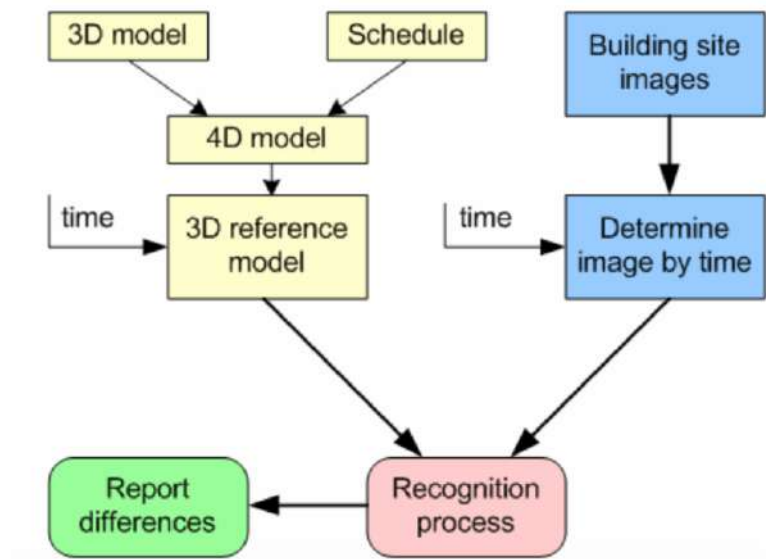 3D model
Schedule
Building site
images
4D model
time
3D reference
model
time
Determine
image by time
Report
differences
Recognition
process